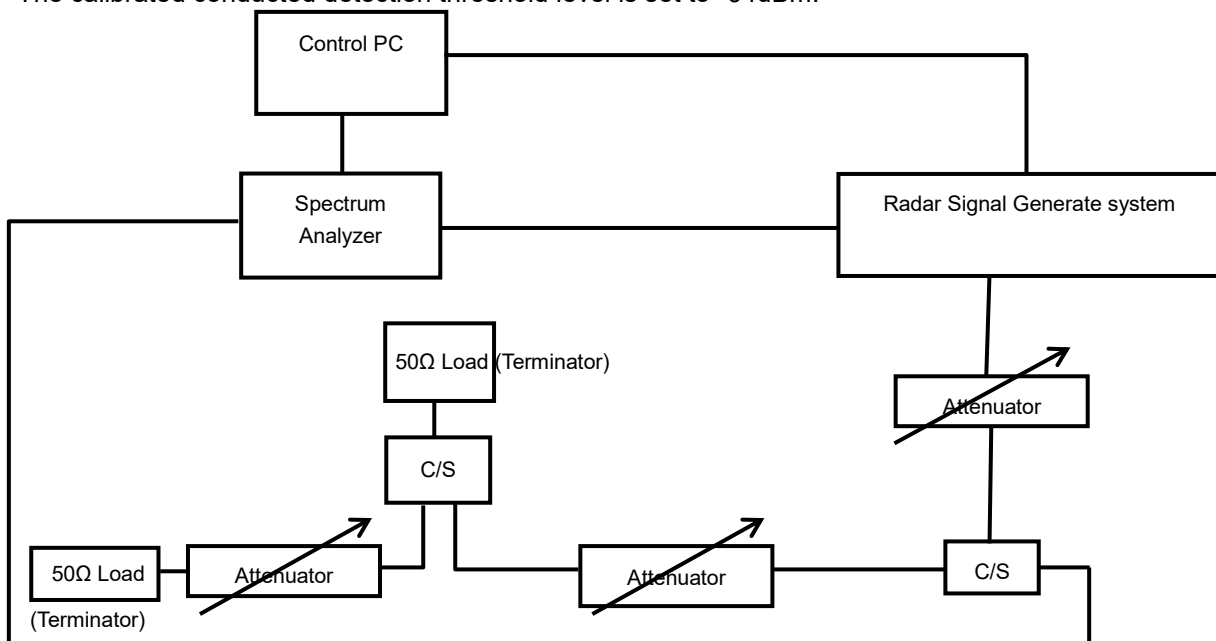 Control PC
Spectrum
Analyzer
Radar Signal Generate system
50Ω Load (Terminator)
Attenuator
C/S
50Ω Load
(Terminator)
Attenuator
Attenuator
C/S